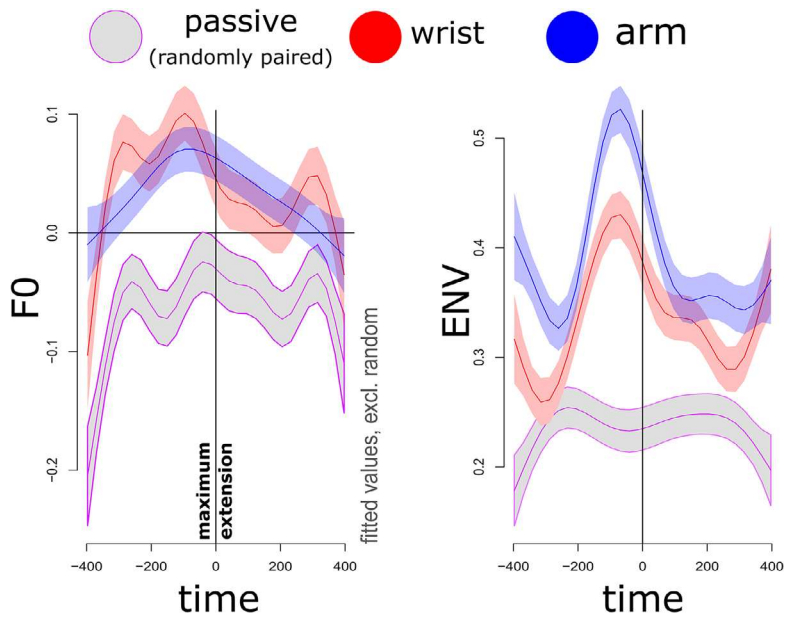 passive
(randomly paired)
wrist
arm
F0
0.1
0.0
−0.1
−0.2
maximum
extension
fitted values, excl. random
−400
−200
0
200
400
time
ENV
0.5
0.4
0.3
0.2
−400
−200
0
200
400
time